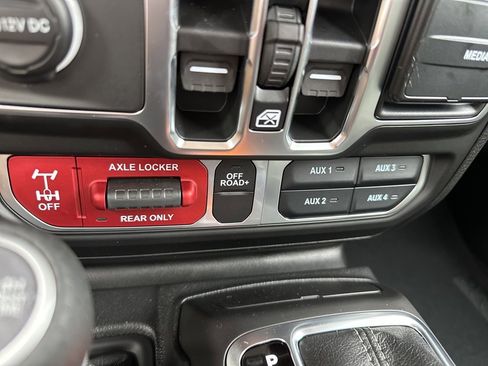 12V DC
MEDIA
AXLE LOCKER
OFF
REAR ONLY
OFF
ROAD+
AUX 1
AUX 3
AUX 2
AUX 4
P